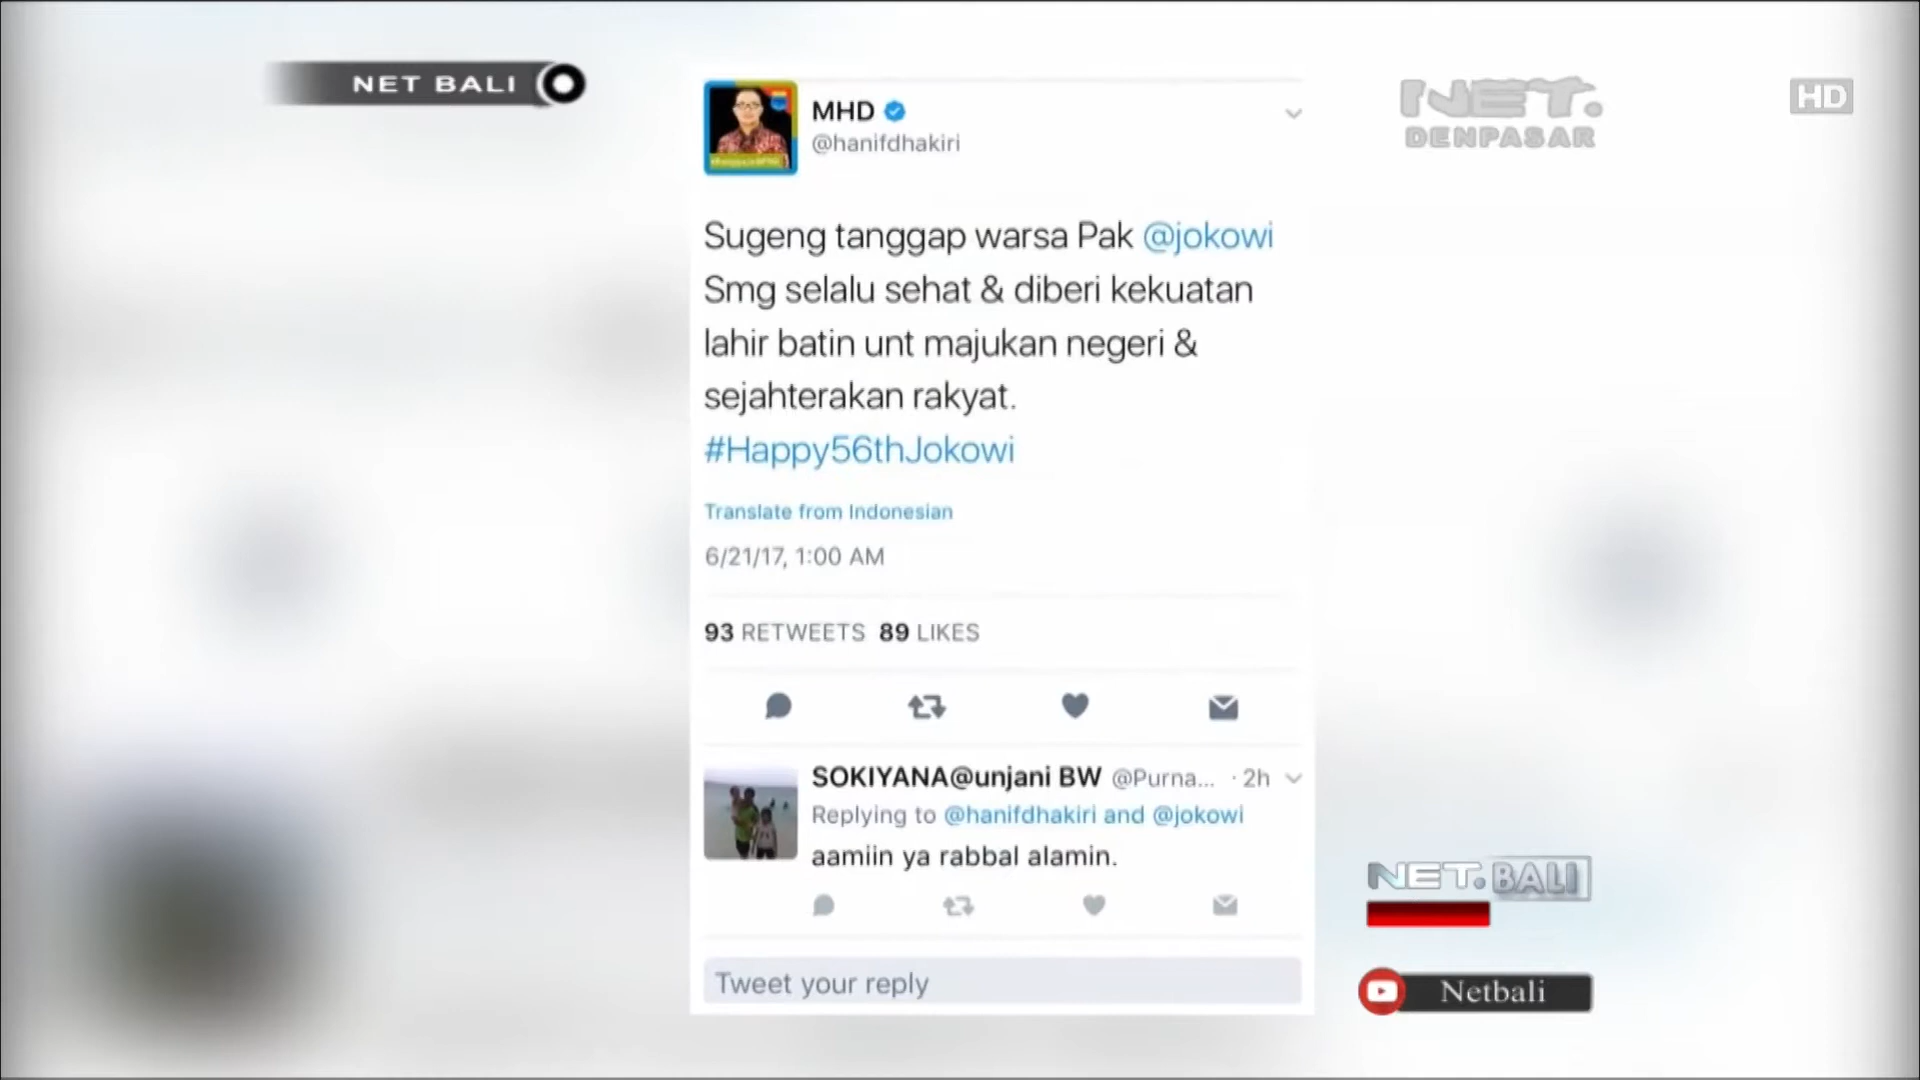 NET BALI
NET.
DENPASAR
HD
MHD
@hanifdhakiri
Sugeng tanggap warsa Pak @jokowi
Smg selalu sehat & diberi kekuatan
lahir batin unt majukan negeri &
sejahterakan rakyat.
#Happy56thJokowi
Translate from Indonesian
6/21/17, 1:00 AM
93 RETWEETS 89 LIKES
SOKIYANA@unjani BW @Purna... · 2h
Replying to @hanifdhakiri and @jokowi
aamiin ya rabbal alamin.
Tweet your reply
NET. BALI
Netbali